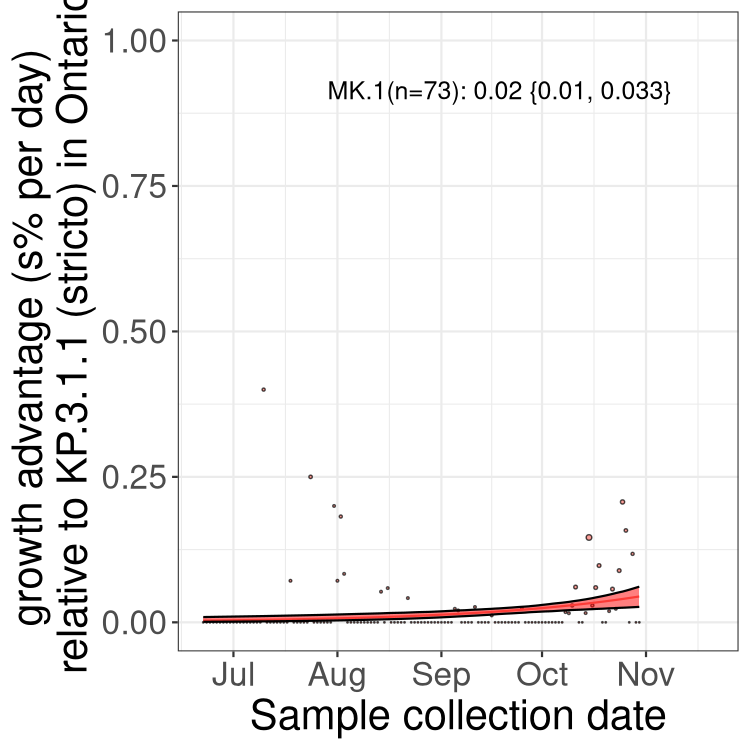 growth advantage (s% per day)
relative to KP.3.1.1 (stricto) in Ontario
1.00
0.75
0.50
0.25
0.00
MK.1(n=73): 0.02 {0.01, 0.033}
Jul Aug Sep Oct Nov
Sample collection date